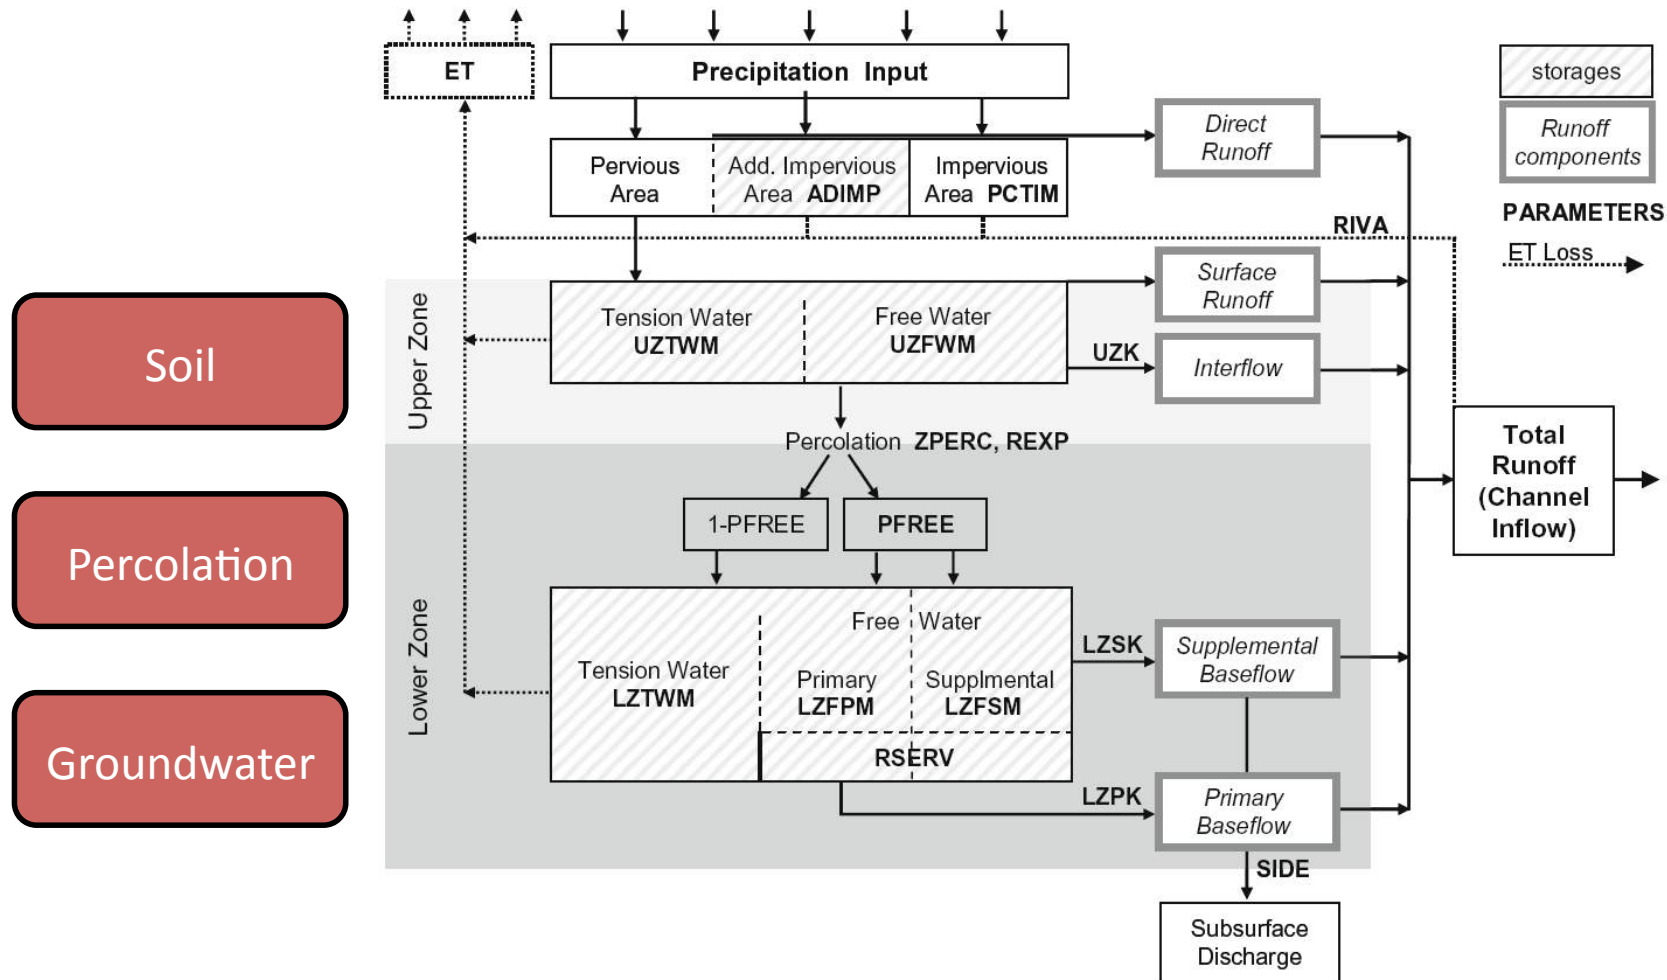 ET
Precipitation Input
storages
Runoff
components
PARAMETERS
ET Loss
Direct
Runoff
Pervious
Area
Add. Impervious
Area ADIMP
Impervious
Area PCTIM
RIVA
Soil
Upper Zone
Tension Water
UZTWM
Free Water
UZFWM
Surface
Runoff
UZK
Interflow
Percolation ZPERC, REXP
Total
Runoff
(Channel
Inflow)
Percolation
1-PFREE
PFREE
Lower Zone
Free Water
Tension Water
LZTWM
Primary
LZFPM
Supplmental
LZFSM
RSERV
LZSK
Supplemental
Baseflow
Groundwater
LZPK
Primary
Baseflow
SIDE
Subsurface
Discharge